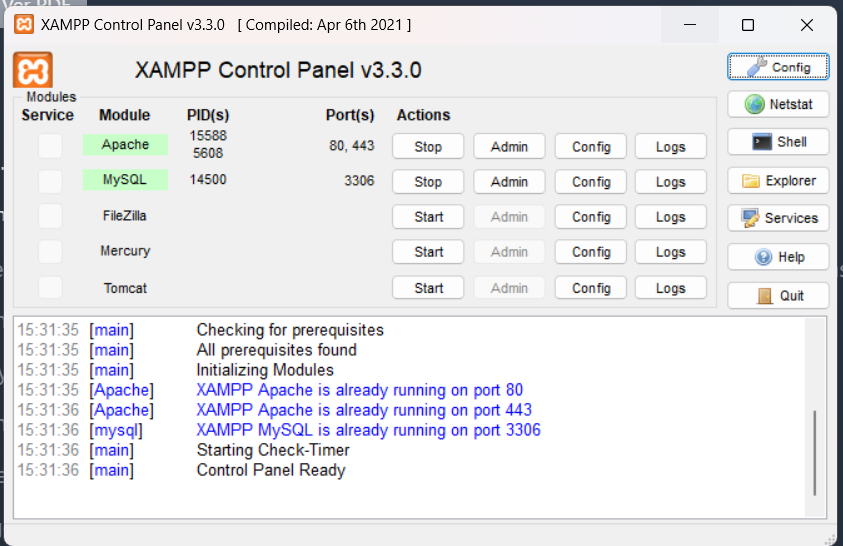 Ver PDF
XAMPP Control Panel v3.3.0 [ Compiled: Apr 6th 2021 ]
XAMPP Control Panel v3.3.0
Config
Modules
Service Module PID(s) Port(s) Actions
Netstat
Apache 15588 5608 80, 443 Stop Admin Config Logs
Shell
MySQL 14500 3306 Stop Admin Config Logs
Explorer
FileZilla Start Admin Config Logs
Services
Mercury Start Admin Config Logs
Help
Tomcat Start Admin Config Logs
Quit
15:31:35 [main] Checking for prerequisites
15:31:35 [main] All prerequisites found
15:31:35 [main] Initializing Modules
15:31:35 [Apache] XAMPP Apache is already running on port 80
15:31:36 [Apache] XAMPP Apache is already running on port 443
15:31:36 [mysql] XAMPP MySQL is already running on port 3306
15:31:36 [main] Starting Check-Timer
15:31:36 [main] Control Panel Ready